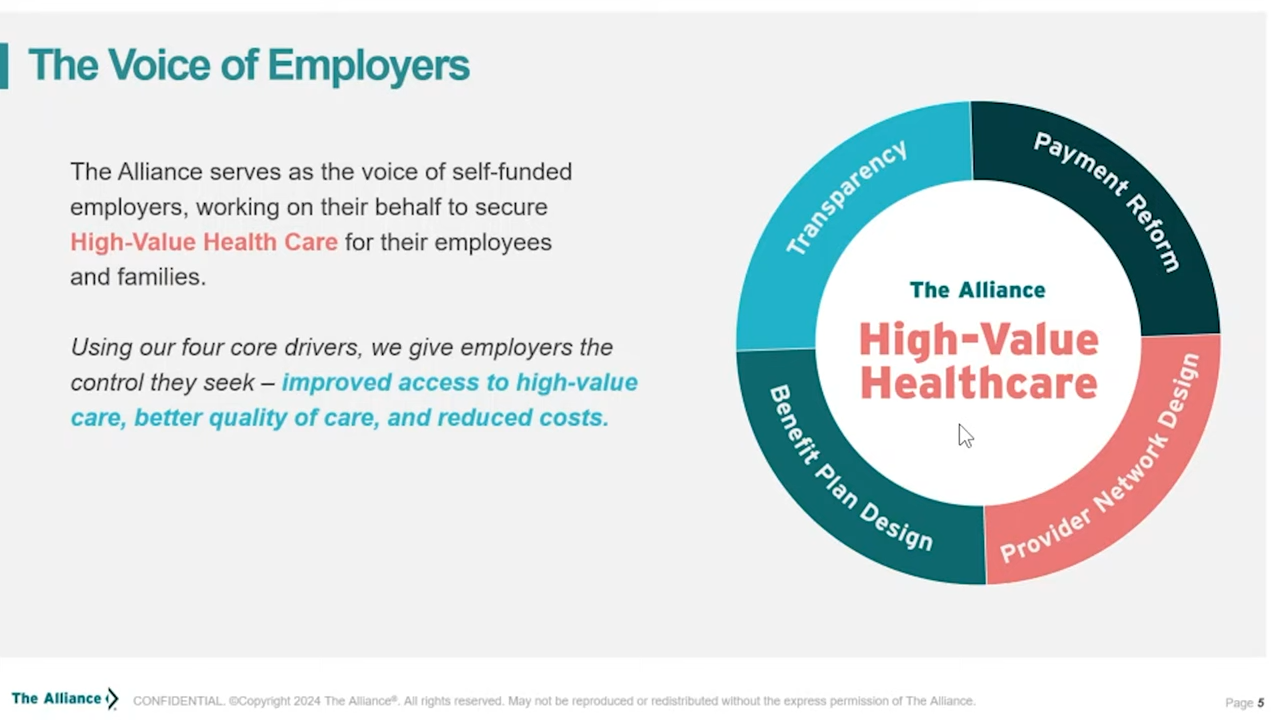 The Voice of Employers
The Alliance serves as the voice of self-funded
employers, working on their behalf to secure
High-Value Health Care for their employees
and families.
Using our four core drivers, we give employers the
control they seek – improved access to high-value
care, better quality of care, and reduced costs.
Transparency
Payment Reform
The Alliance
High-Value
Healthcare
Benefit Plan Design
Provider Network Design
The Alliance
CONFIDENTIAL. ©Copyright 2024 The Alliance®. All rights reserved. May not be reproduced or redistributed without the express permission of The Alliance.
Page 5